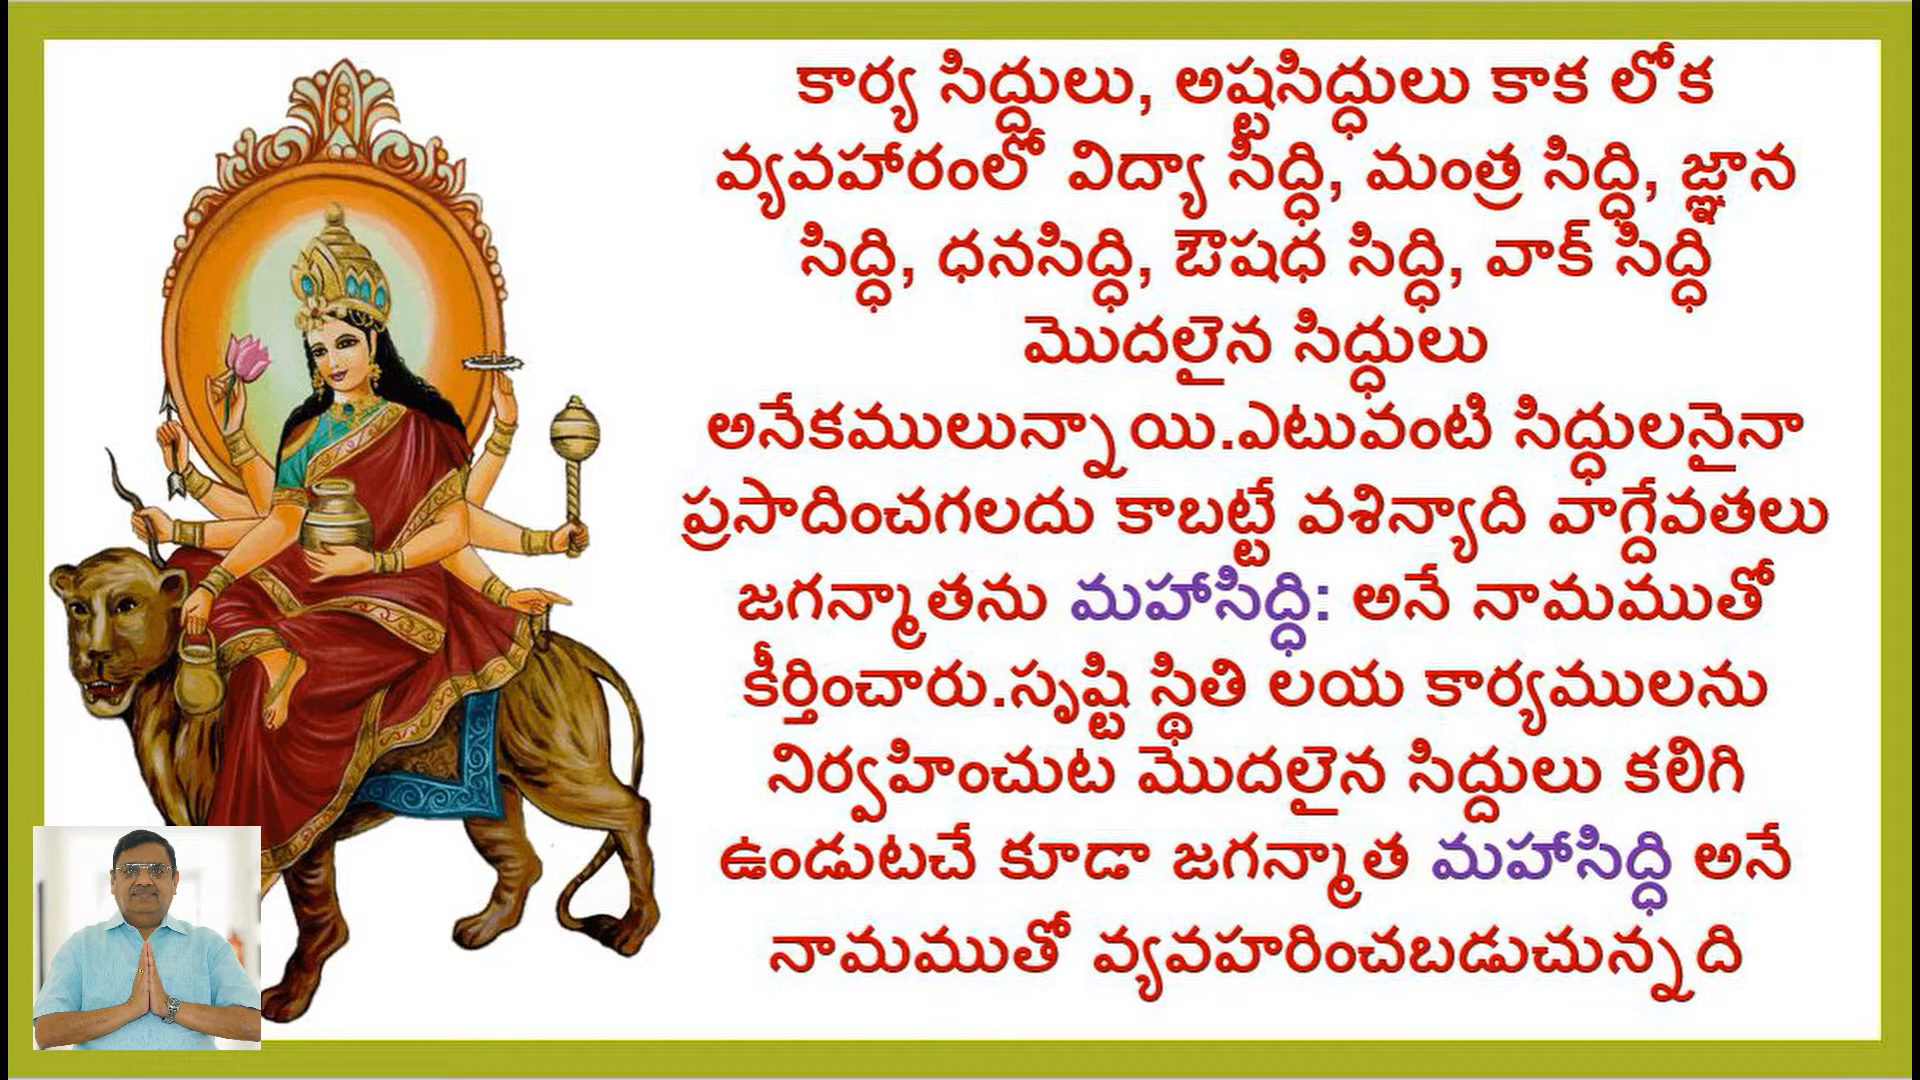 కార్య సిద్ధులు, అష్టసిద్ధులు కాక లోక
వ్యవహారంలో విద్యా సిద్ధి, మంత్ర సిద్ధి, జ్ఞాన
సిద్ధి, ధనసిద్ధి, ఔషధ సిద్ధి, వాక్ సిద్ధి
మొదలైన సిద్ధులు
అనేకములున్నాయి.ఎటువంటి సిద్ధులనైనా
ప్రసాదించగలదు కాబట్టే వశిన్యాది వాగ్దేవతలు
జగన్మాతను మహాసిద్ధి: అనే నామముతో
కీర్తించారు.సృష్టి స్థితి లయ కార్యములను
నిర్వహించుట మొదలైన సిద్దులు కలిగి
ఉండుటచే కూడా జగన్మాత మహాసిద్ధి అనే
నామముతో వ్యవహరించబడుచున్నది